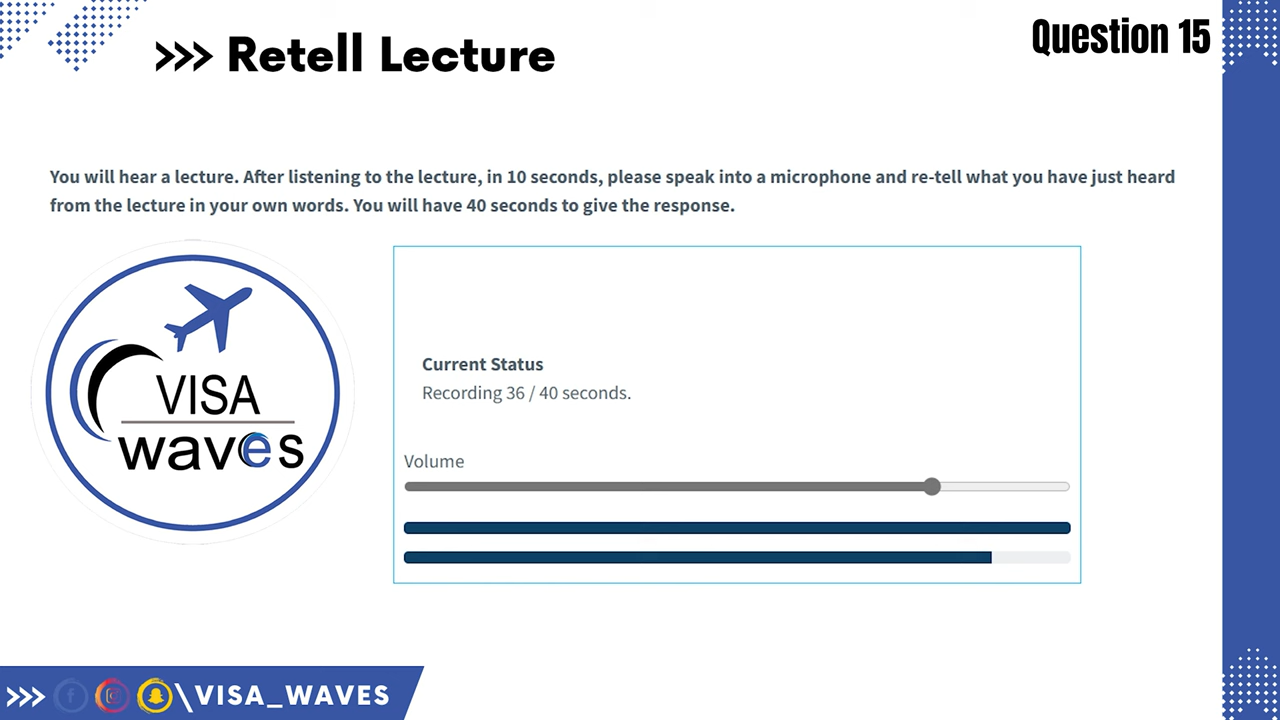 >>> Retell Lecture
Question 15
You will hear a lecture. After listening to the lecture, in 10 seconds, please speak into a microphone and re-tell what you have just heard
from the lecture in your own words. You will have 40 seconds to give the response.
VISA
waves
Current Status
Recording 36 / 40 seconds.
Volume
>>> \VISA_WAVES